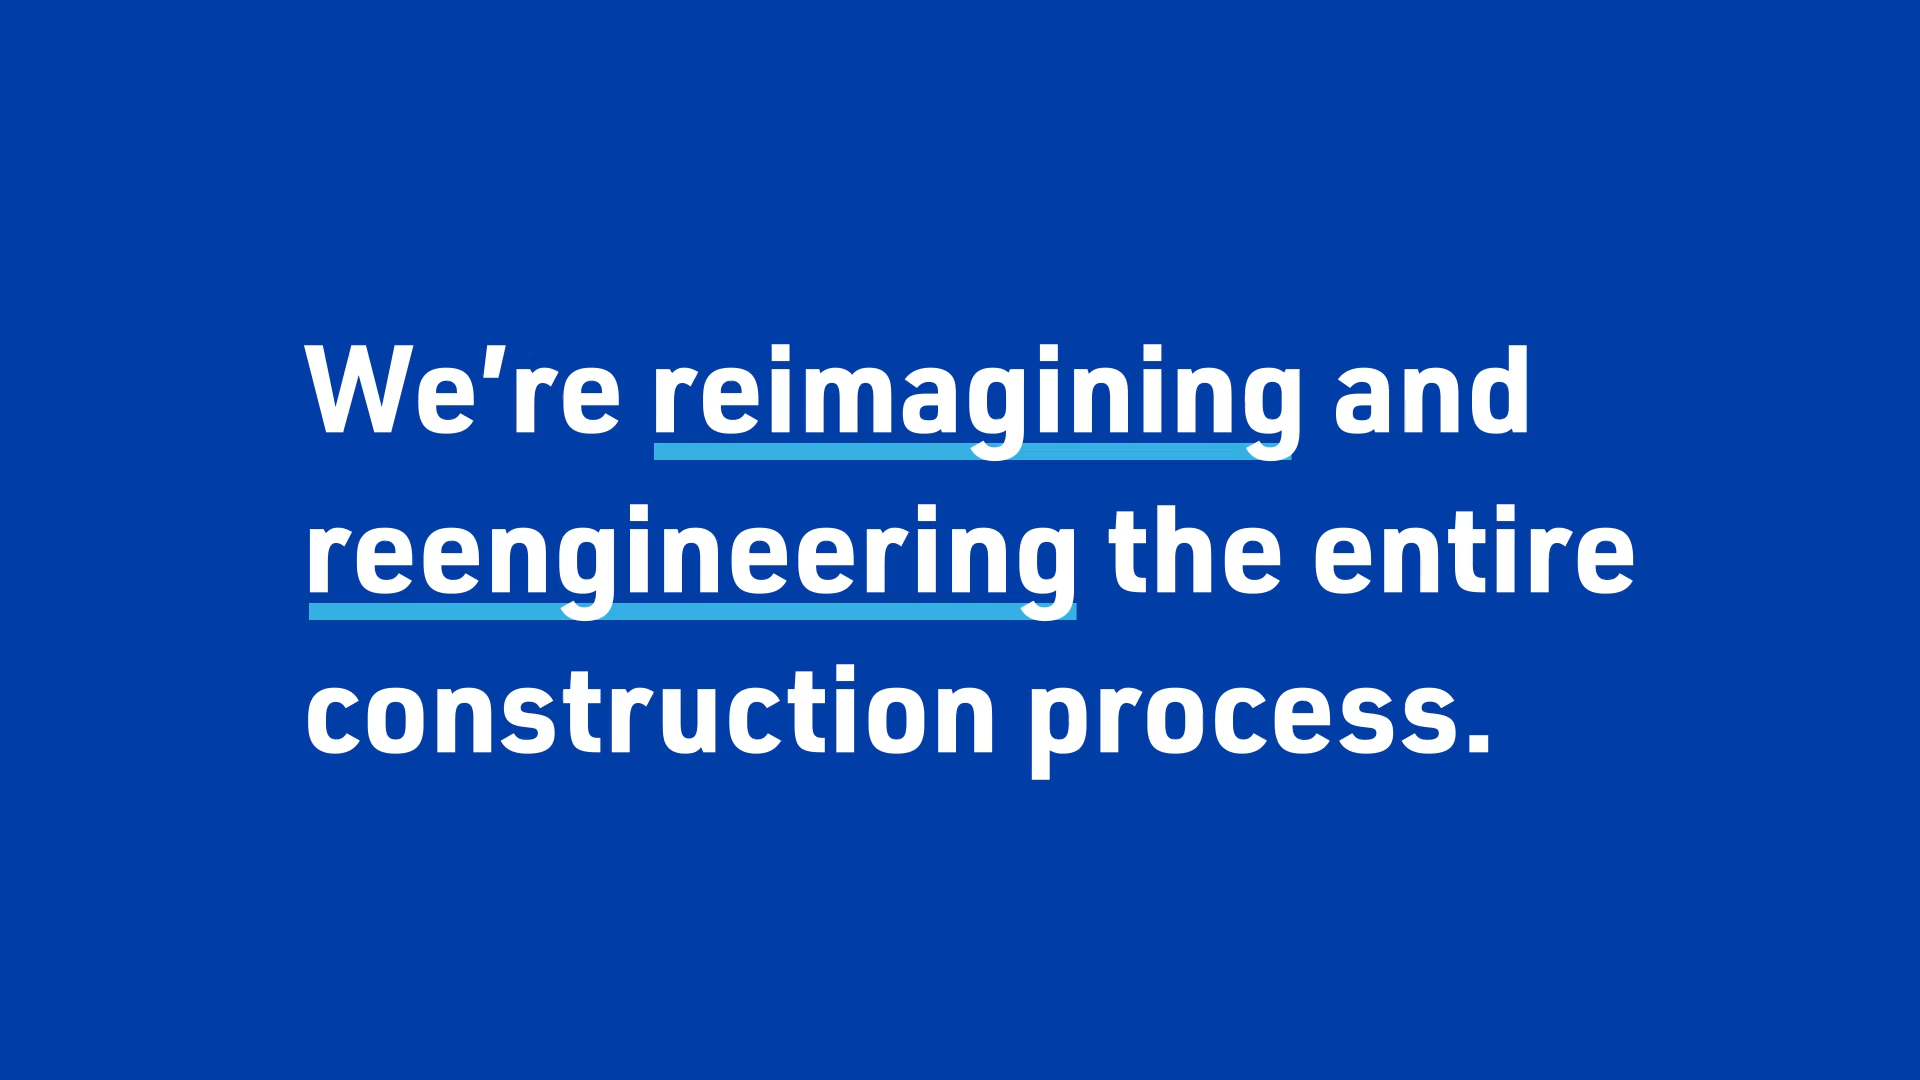 We’re reimagining and
reengineering the entire
construction process.